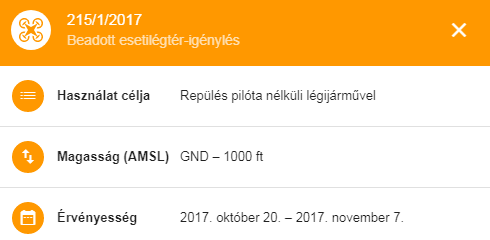 215/1/2017
Beadott esetilégtér-igénylés
Használat célja Repülés pilóta nélküli légijárművel
Magasság (AMSL) GND – 1000 ft
Érvényesség 2017. október 20. – 2017. november 7.